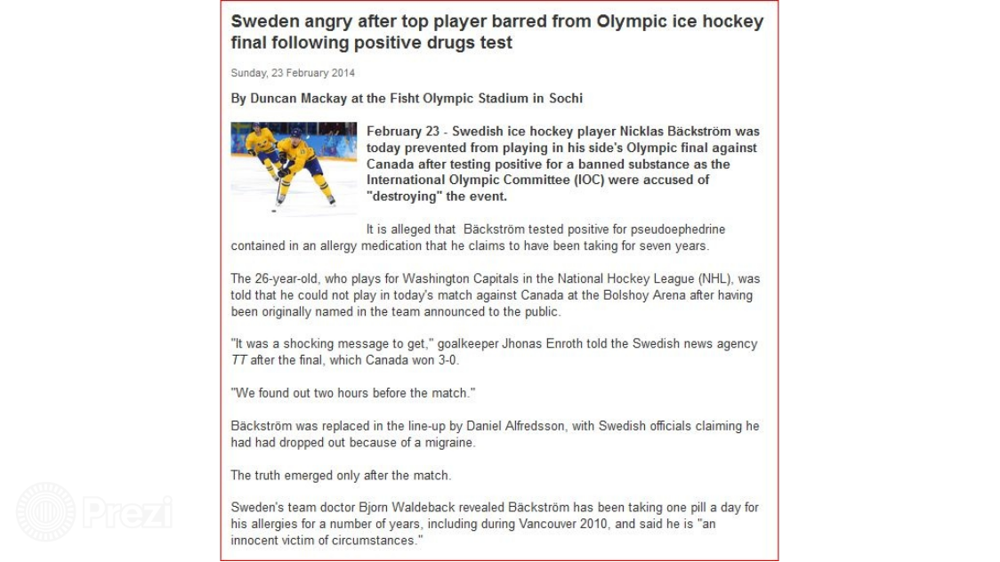 Sweden angry after top player barred from Olympic ice hockey
final following positive drugs test
Sunday, 23 February 2014
By Duncan Mackay at the Fisht Olympic Stadium in Sochi
February 23 - Swedish ice hockey player Nicklas Bäckström was
today prevented from playing in his side's Olympic final against
Canada after testing positive for a banned substance as the
International Olympic Committee (IOC) were accused of
"destroying" the event.
It is alleged that  Bäckström tested positive for pseudoephedrine
contained in an allergy medication that he claims to have been taking for seven years.
The 26-year-old, who plays for Washington Capitals in the National Hockey League (NHL), was
told that he could not play in today's match against Canada at the Bolshoy Arena after having
been originally named in the team announced to the public.
"It was a shocking message to get," goalkeeper Jhonas Enroth told the Swedish news agency
TT after the final, which Canada won 3-0.
"We found out two hours before the match."
Bäckström was replaced in the line-up by Daniel Alfredsson, with Swedish officials claiming he
had had dropped out because of a migraine.
The truth emerged only after the match.
Sweden's team doctor Bjorn Waldeback revealed Bäckström has been taking one pill a day for
his allergies for a number of years, including during Vancouver 2010, and said he is "an
innocent victim of circumstances."
Prezi